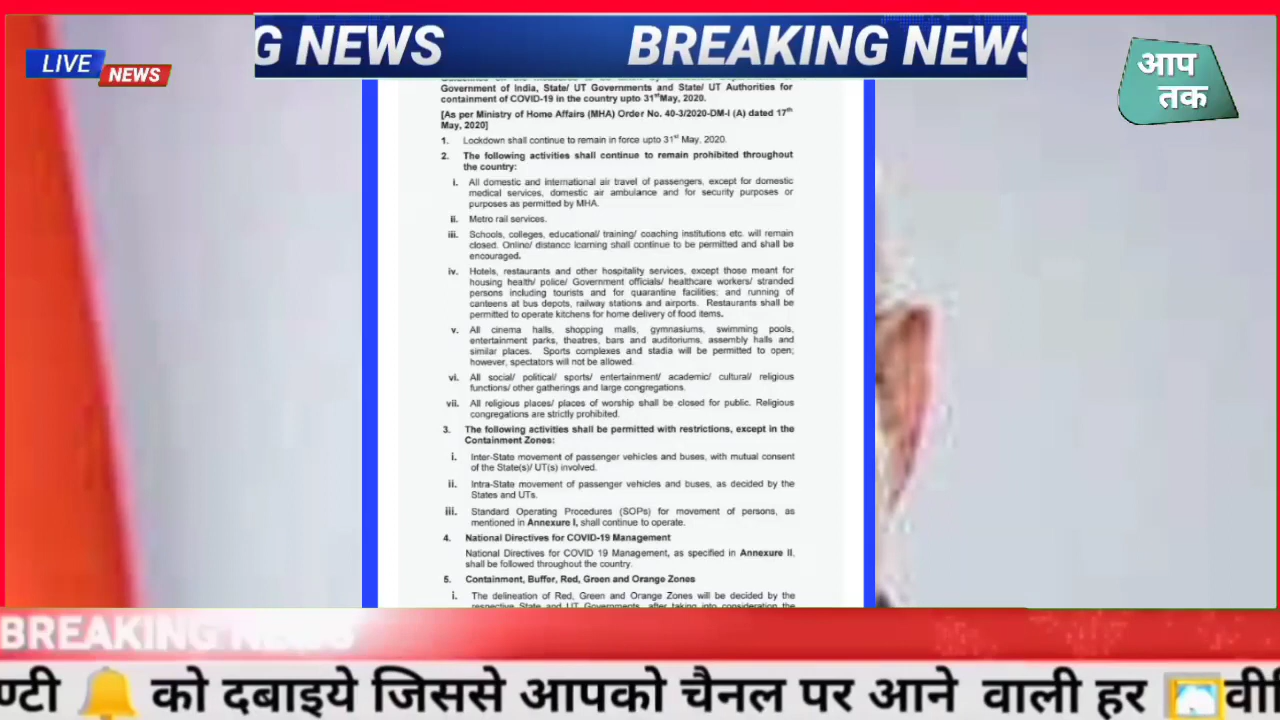 G NEWS BREAKING NEWS
LIVE
NEWS
आप
तक
Government of India, State/ UT Governments and State/ UT Authorities for
containment of COVID-19 in the country upto 31st May, 2020.
[As per Ministry of Home Affairs (MHA) Order No. 40-3/2020-DM-I (A) dated 17th
May, 2020]
1. Lockdown shall continue to remain in force upto 31st May, 2020.
2. The following activities shall continue to remain prohibited throughout
the country:
i. All domestic and international air travel of passengers, except for domestic
medical services, domestic air ambulance and for security purposes or
purposes as permitted by MHA.
ii. Metro rail services.
iii. Schools, colleges, educational/ training/ coaching institutions etc. will remain
closed. Online/ distance learning shall continue to be permitted and shall be
encouraged.
iv. Hotels, restaurants and other hospitality services, except those meant for
housing health/ police/ Government officials/ healthcare workers/ stranded
persons including tourists and for quarantine facilities; and running of
canteens at bus depots, railway stations and airports. Restaurants shall be
permitted to operate kitchens for home delivery of food items.
v. All cinema halls, shopping malls, gymnasiums, swimming pools,
entertainment parks, theatres, bars and auditoriums, assembly halls and
similar places. Sports complexes and stadia will be permitted to open;
however, spectators will not be allowed.
vi. All social/ political/ sports/ entertainment/ academic/ cultural/ religious
functions/ other gatherings and large congregations.
vii. All religious places/ places of worship shall be closed for public. Religious
congregations are strictly prohibited.
3. The following activities shall be permitted with restrictions, except in the
Containment Zones:
i. Inter-State movement of passenger vehicles and buses, with mutual consent
of the State(s)/ UT(s) involved.
ii. Intra-State movement of passenger vehicles and buses, as decided by the
States and UTs.
iii. Standard Operating Procedures (SOPs) for movement of persons, as
mentioned in Annexure I, shall continue to operate.
4. National Directives for COVID-19 Management
National Directives for COVID 19 Management, as specified in Annexure II,
shall be followed throughout the country.
5. Containment, Buffer, Red, Green and Orange Zones
i. The delineation of Red, Green and Orange Zones will be decided by the
respective State and UT Governments, after taking into consideration the
BREAKING NEWS
ण्टी को दबाइये जिससे आपको चैनल पर आने वाली हर वी